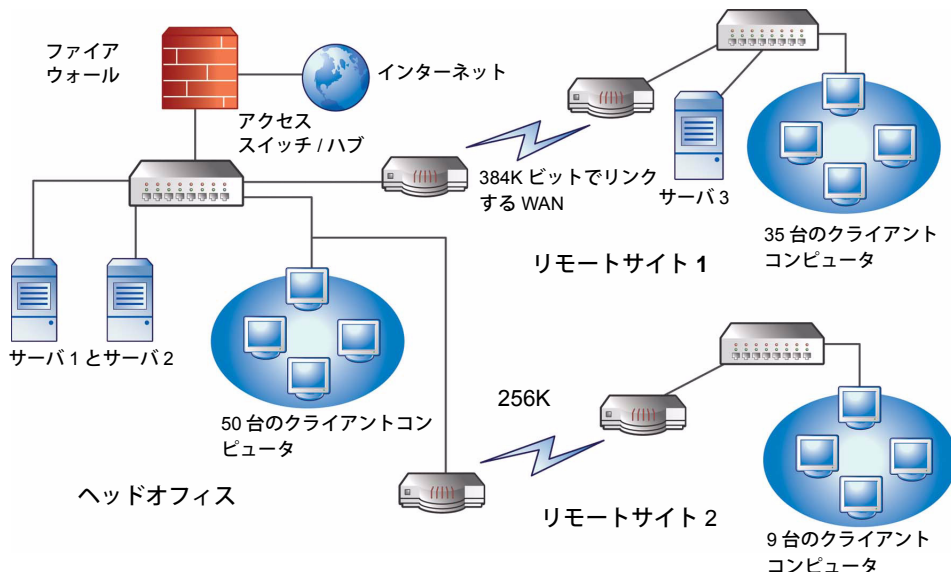 ファイア
ウォール
インターネット
アクセス
スイッチ / ハブ
384K ビットでリンク
する WAN
サーバ 3
35 台のクライアント
コンピュータ
リモートサイト 1
サーバ 1 とサーバ 2
50 台のクライアントコン
ピュータ
256K
ヘッドオフィス
リモートサイト 2
9 台のクライアント
コンピュータ